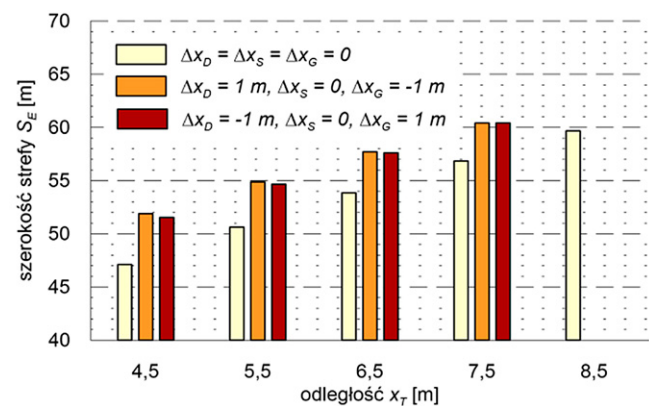 70
65
60
55
50
45
40
szerokość strefy S_E [m]
Δx_D = Δx_S = Δx_G = 0
Δx_D = 1 m, Δx_S = 0, Δx_G = -1 m
Δx_D = -1 m, Δx_S = 0, Δx_G = 1 m
4,5 5,5 6,5 7,5 8,5
odległość x_T [m]